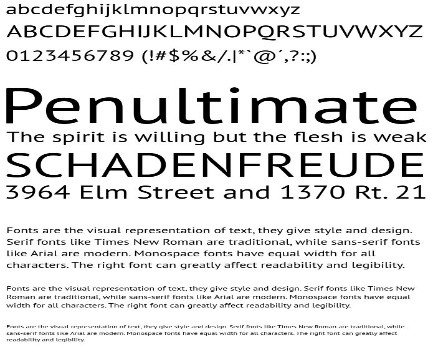 abcdefghijklmnopqrstuvwxyz
ABCDEFGHIJKLMNOPQRSTUVWXYZ
0123456789 (!#$%&/.|*`@´,?:;)
Penultimate
The spirit is willing but the flesh is weak
SCHADENFREUDE
3964 Elm Street and 1370 Rt. 21
Fonts are the visual representation of text, they give style and design.
Serif fonts like Times New Roman are traditional, while sans-serif fonts
like Arial are modern. Monospace fonts have equal width for all
characters. The right font can greatly affect readability and legibility.
Fonts are the visual representation of text, they give style and design. Serif fonts like Times New
Roman are traditional, while sans-serif fonts like Arial are modern. Monospace fonts have equal
width for all characters. The right font can greatly affect readability and legibility.
Fonts are the visual representation of text, they give style and design. Serif fonts like Times New Roman are traditional, while
sans-serif fonts like Arial are modern. Monospace fonts have equal width for all characters. The right font can greatly affect
readability and legibility.